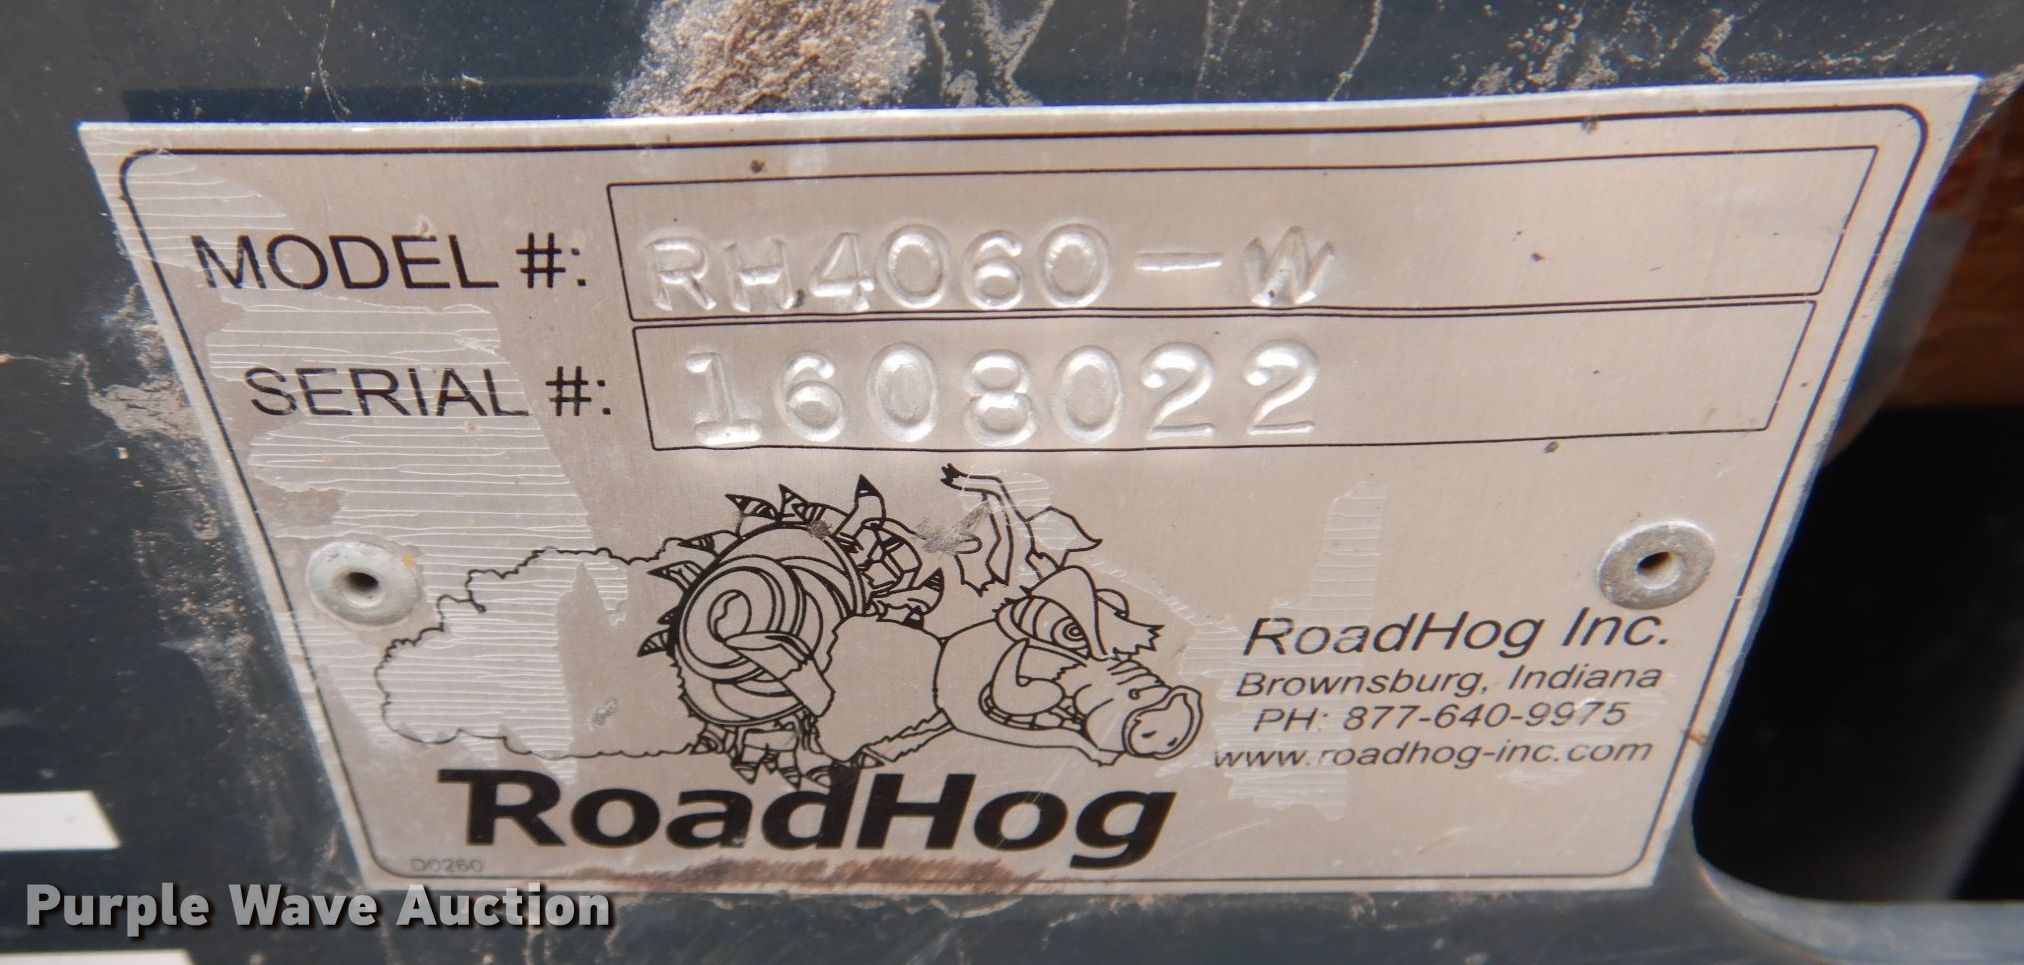 MODEL #: RH4060-W
SERIAL #: 1608022
RoadHog Inc.
Brownsburg, Indiana
PH: 877-640-9975
www.roadhog-inc.com
RoadHog
D0260
Purple Wave Auction